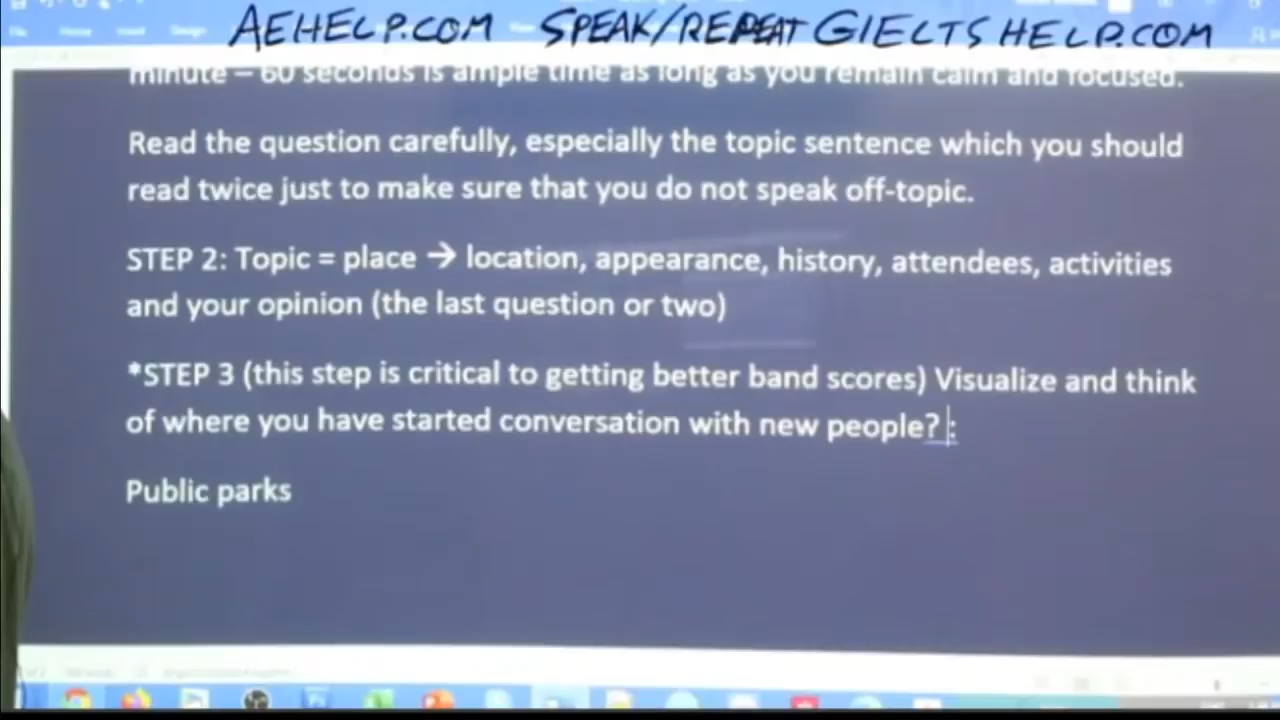 AEHELP.COM SPEAK/REPEAT GIELTSHELP.COM
minute – 60 seconds is ample time as long as you remain calm and focused.
Read the question carefully, especially the topic sentence which you should
read twice just to make sure that you do not speak off-topic.
STEP 2: Topic = place → location, appearance, history, attendees, activities
and your opinion (the last question or two)
*STEP 3 (this step is critical to getting better band scores) Visualize and think
of where you have started conversation with new people? :
Public parks